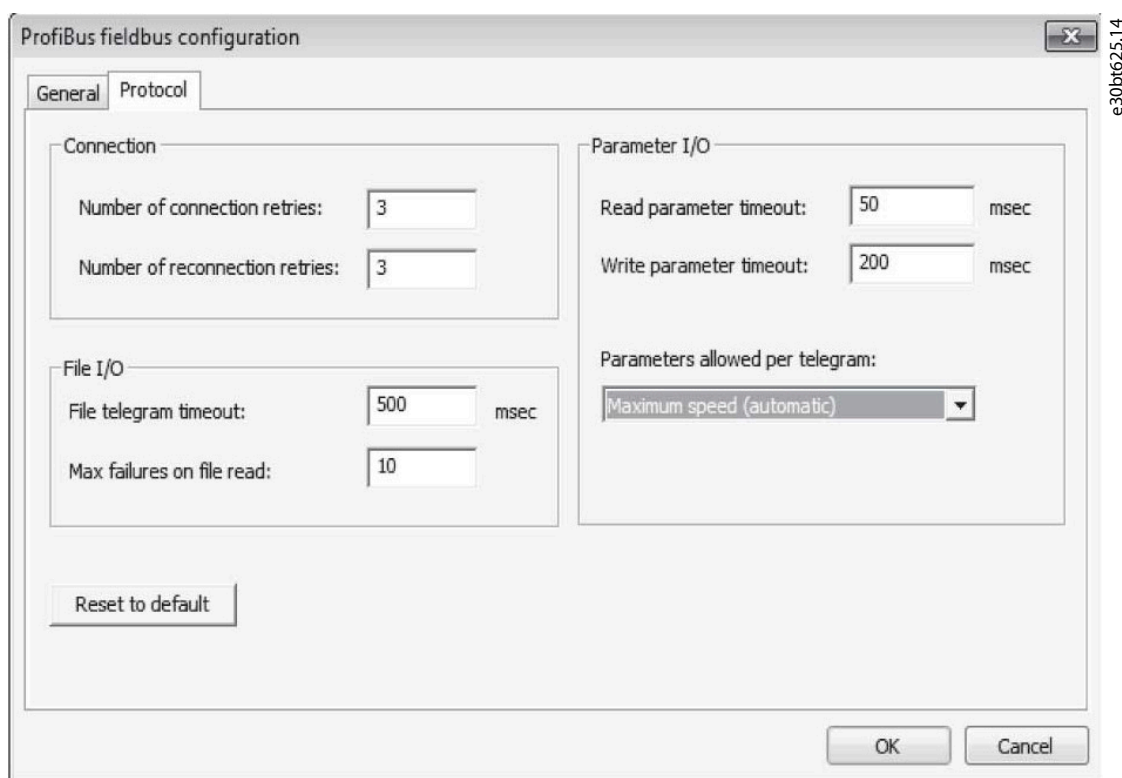 ProfiBus fieldbus configuration
General
Protocol
Connection
Number of connection retries:
3
Number of reconnection retries:
3
File I/O
File telegram timeout:
500
msec
Max failures on file read:
10
Parameter I/O
Read parameter timeout:
50
msec
Write parameter timeout:
200
msec
Parameters allowed per telegram:
Maximum speed (automatic)
Reset to default
OK
Cancel
e30bt625.14